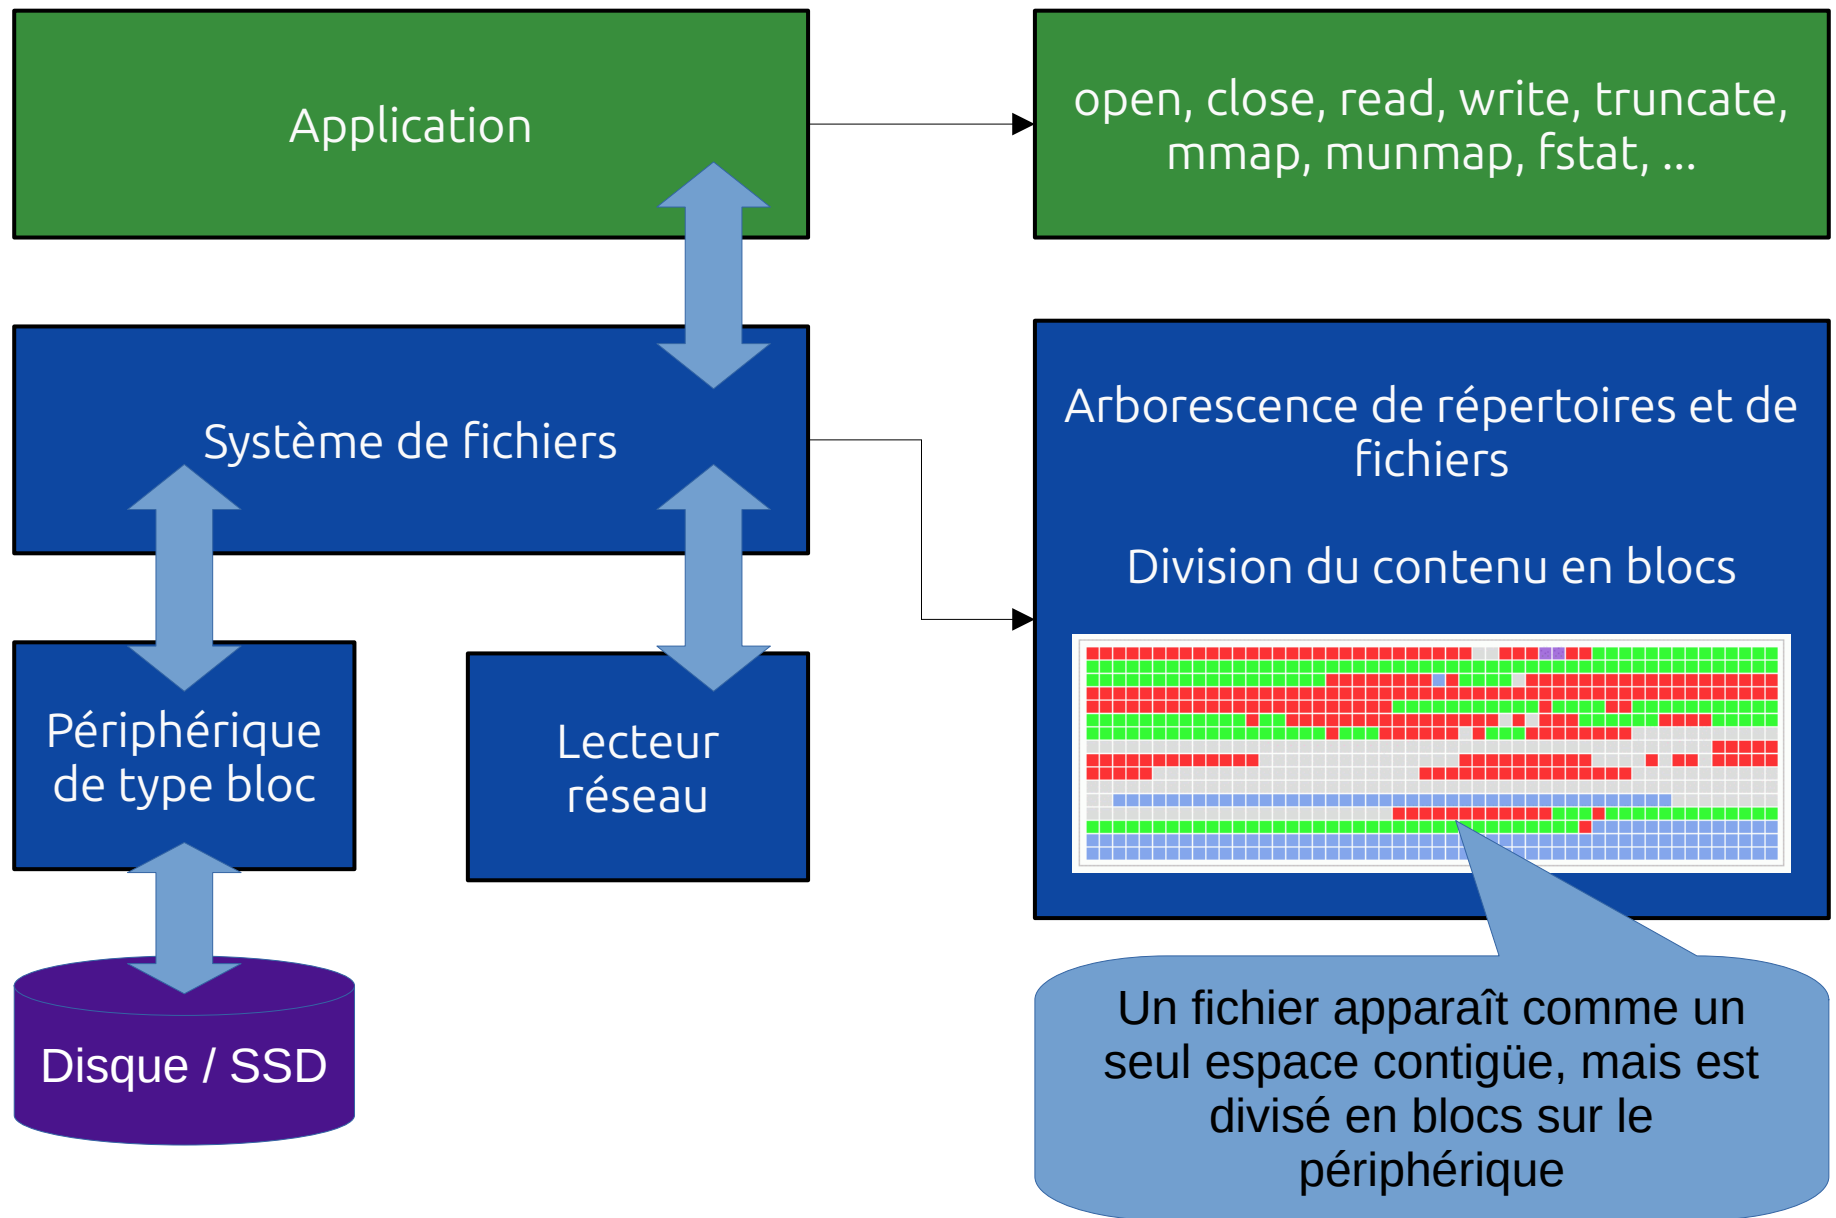 Application
open, close, read, write, truncate,
mmap, munmap, fstat, ...
Système de fichiers
Arborescence de répertoires et de
fichiers
Division du contenu en blocs
Périphérique
de type bloc
Lecteur
réseau
Disque / SSD
Un fichier apparaît comme un
seul espace contigüe, mais est
divisé en blocs sur le
périphérique